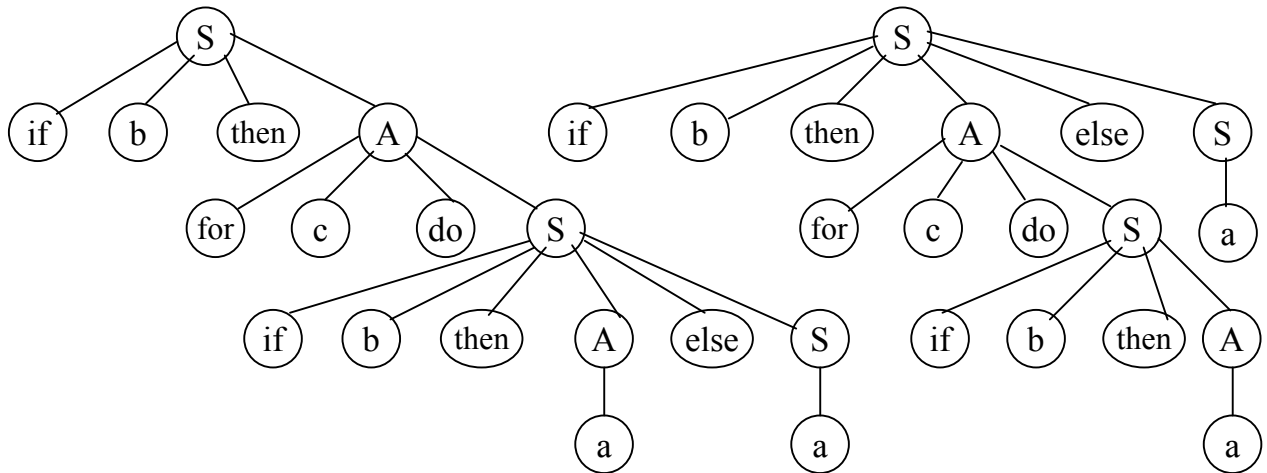 S S
if b then A if b then A else S
for c do S for c do S a
if b then A else S if b then A
a a a